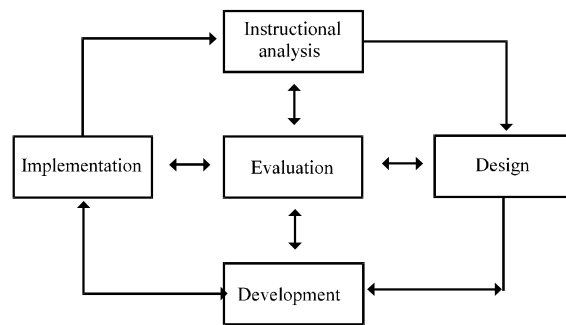 Instructional
analysis
Implementation
Evaluation
Design
Development